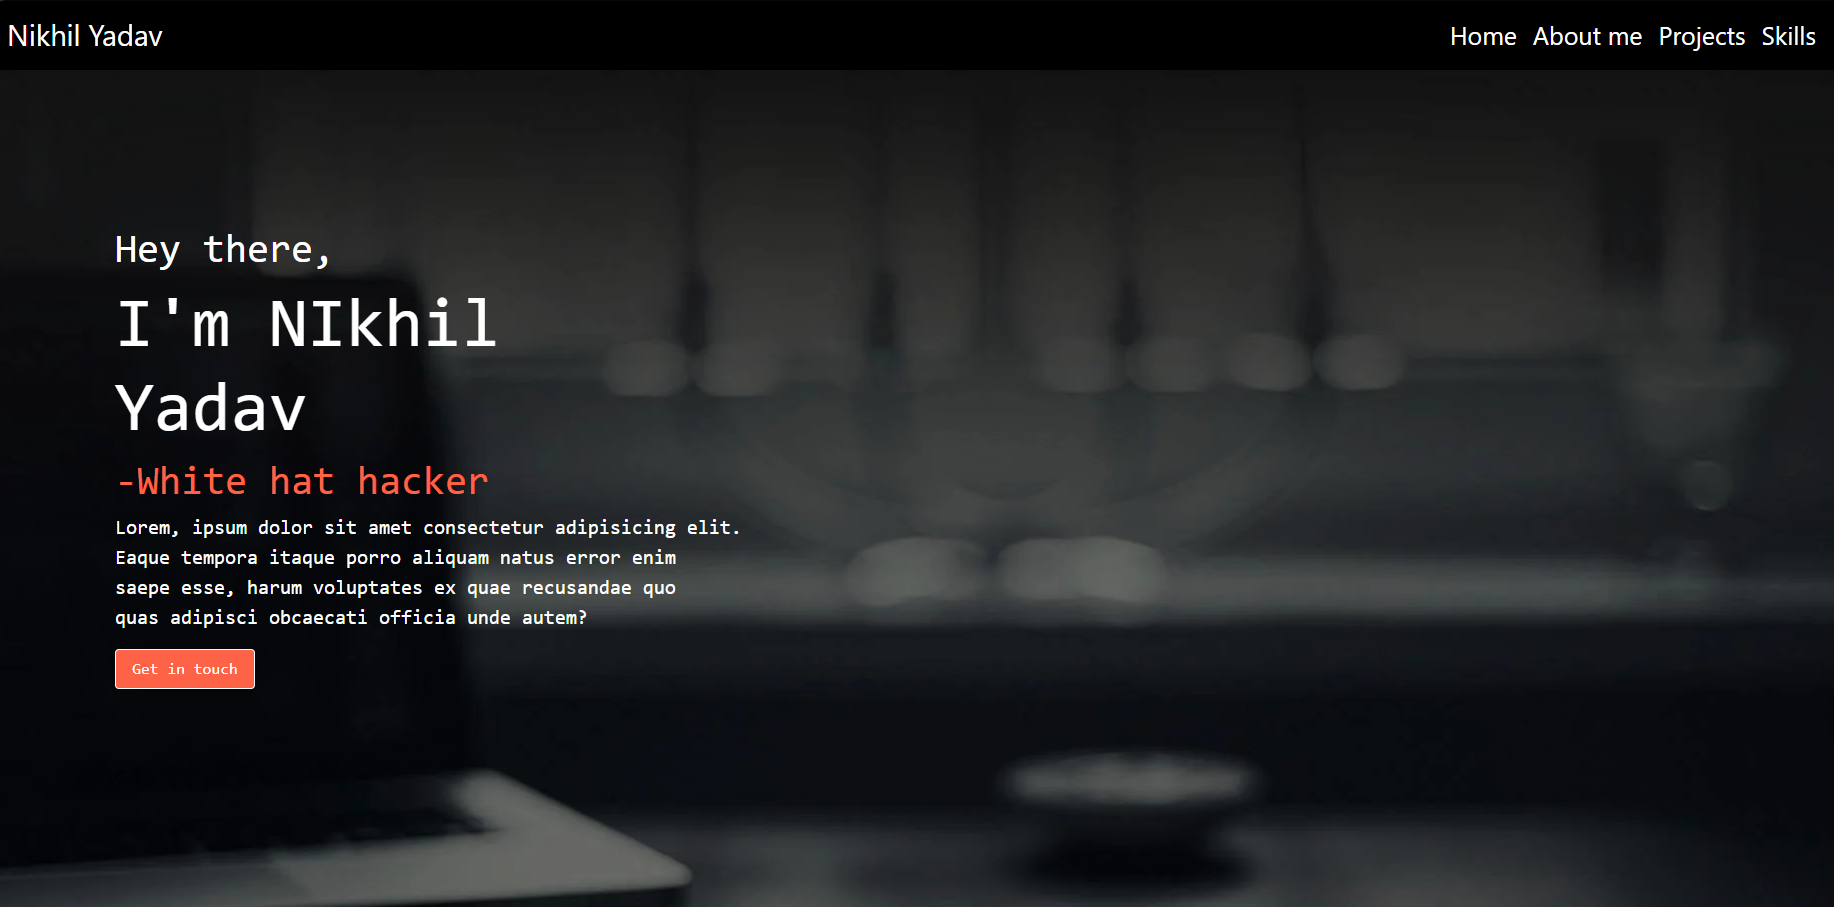 Nikhil Yadav
Home About me Projects Skills
Hey there,
I'm NIkhil
Yadav
-White hat hacker
Lorem, ipsum dolor sit amet consectetur adipisicing elit.
Eaque tempora itaque porro aliquam natus error enim
saepe esse, harum voluptates ex quae recusandae quo
quas adipisci obcaecati officia unde autem?
Get in touch